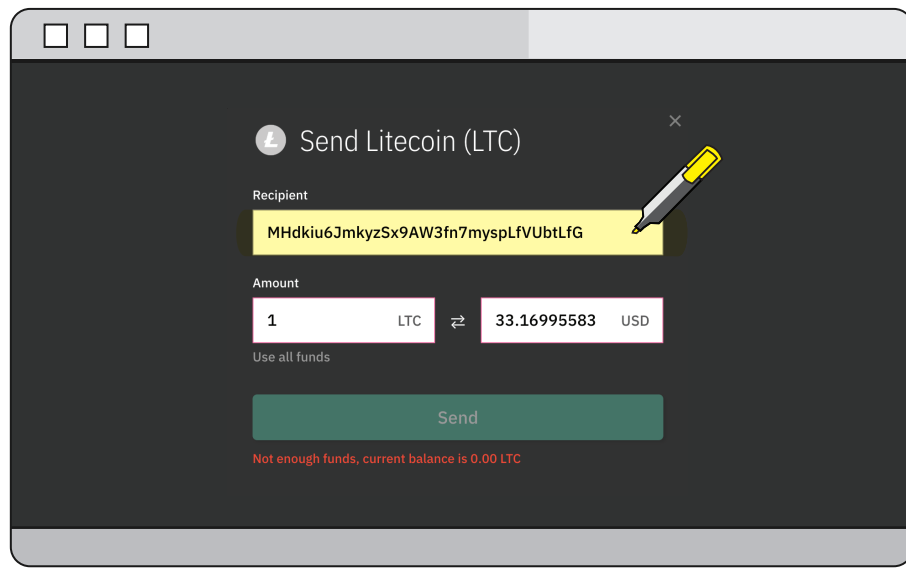 Send Litecoin (LTC)
Recipient
MHdkiu6JmkyzSx9AW3fn7myspLfVUbtLfG
Amount
1 LTC 33.16995583 USD
Use all funds
Send
Not enough funds, current balance is 0.00 LTC